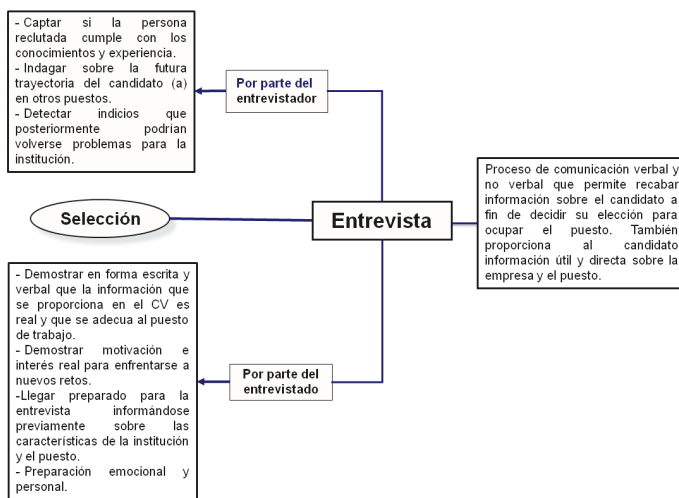 - Captar si la persona
reclutada cumple con los
conocimientos y experiencia.
- Indagar sobre la futura
trayectoria del candidato (a)
en otros puestos.
- Detectar indicios que
posteriormente podrían
volverse problemas para la
institución.
Por parte del
entrevistador
Selección
Entrevista
Proceso de comunicación verbal y
no verbal que permite recabar
información sobre el candidato a
fin de decidir su elección para
ocupar el puesto. También
proporciona al candidato
información útil y directa sobre la
empresa y el puesto.
- Demostrar en forma escrita y
verbal que la información que
se proporciona en el CV es
real y que se adecua al puesto
de trabajo.
- Demostrar motivación e
interés real para enfrentarse a
nuevos retos.
-Llegar preparado para la
entrevista informándose
previamente sobre las
características de la institución
y el puesto.
- Preparación emocional y
personal.
Por parte del
entrevistado